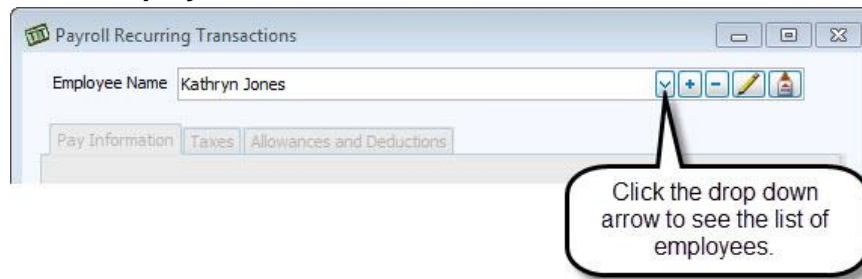 Payroll Recurring Transactions
Employee Name Kathryn Jones
Pay Information Taxes Allowances and Deductions
Click the drop down
arrow to see the list of
employees.